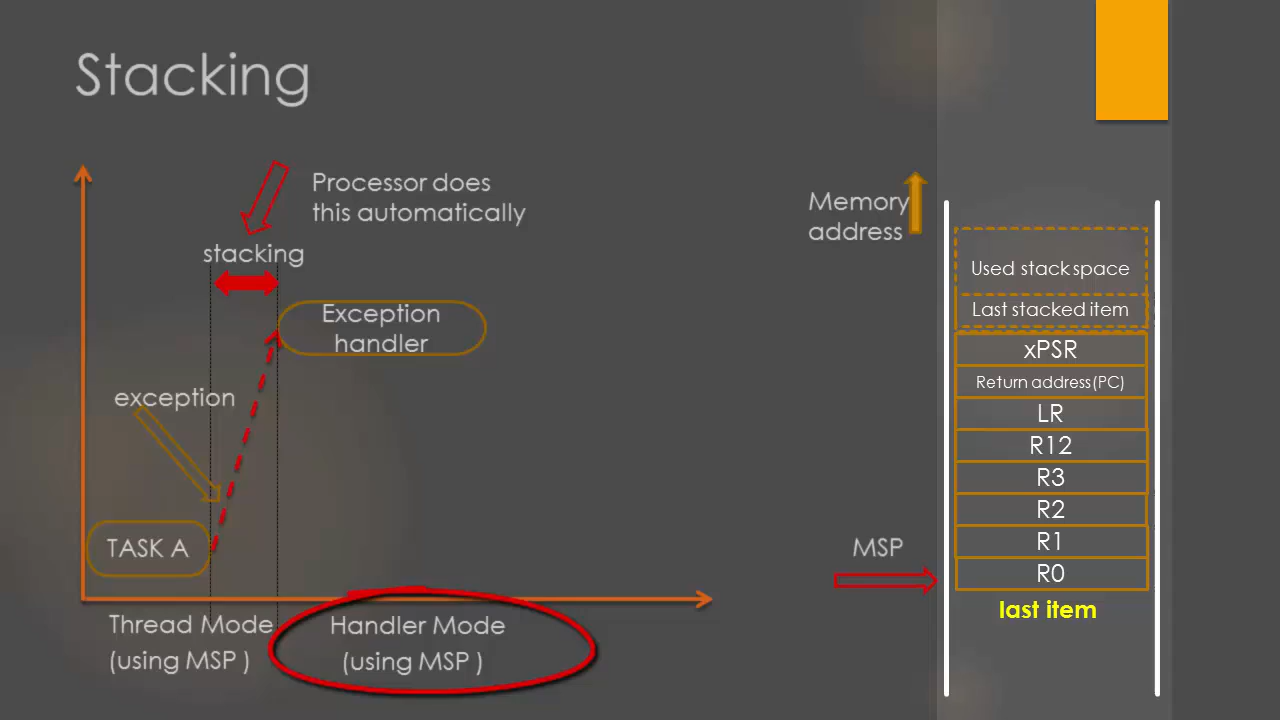 Stacking
Processor does
this automatically
stacking
Exception
handler
exception
TASK A
Thread Mode
(using MSP )
Handler Mode
(using MSP )
Memory
address
Used stack space
Last stacked item
xPSR
Return address(PC)
LR
R12
R3
R2
R1
R0
MSP
last item